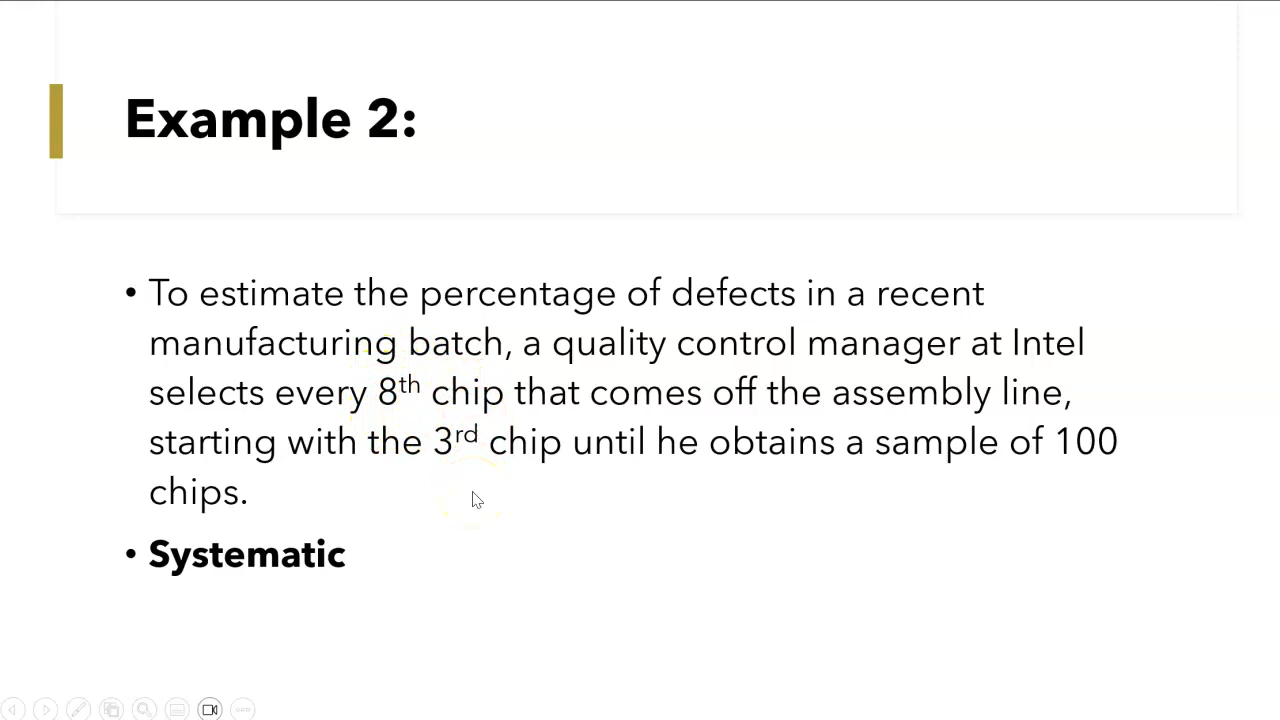 Example 2:
• To estimate the percentage of defects in a recent
manufacturing batch, a quality control manager at Intel
selects every 8th chip that comes off the assembly line,
starting with the 3rd chip until he obtains a sample of 100
chips.
• Systematic